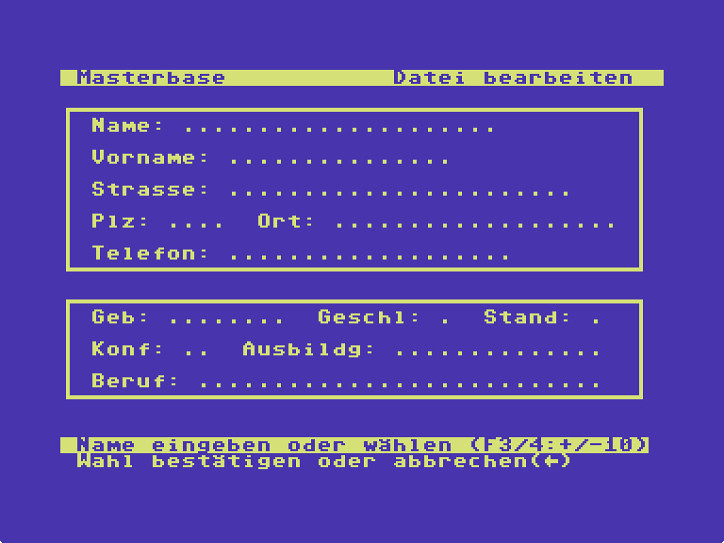 Masterbase Datei bearbeiten
Name: .....................
Vorname: ...............
Strasse: .......................
Plz: .... Ort: ...................
Telefon: ...................
Geb: ........ Geschl: . Stand: .
Konf: .. Ausbildg: ..............
Beruf: ...........................
Name eingeben oder wählen (F3/4:+/-10)
Wahl bestätigen oder abbrechen(←)